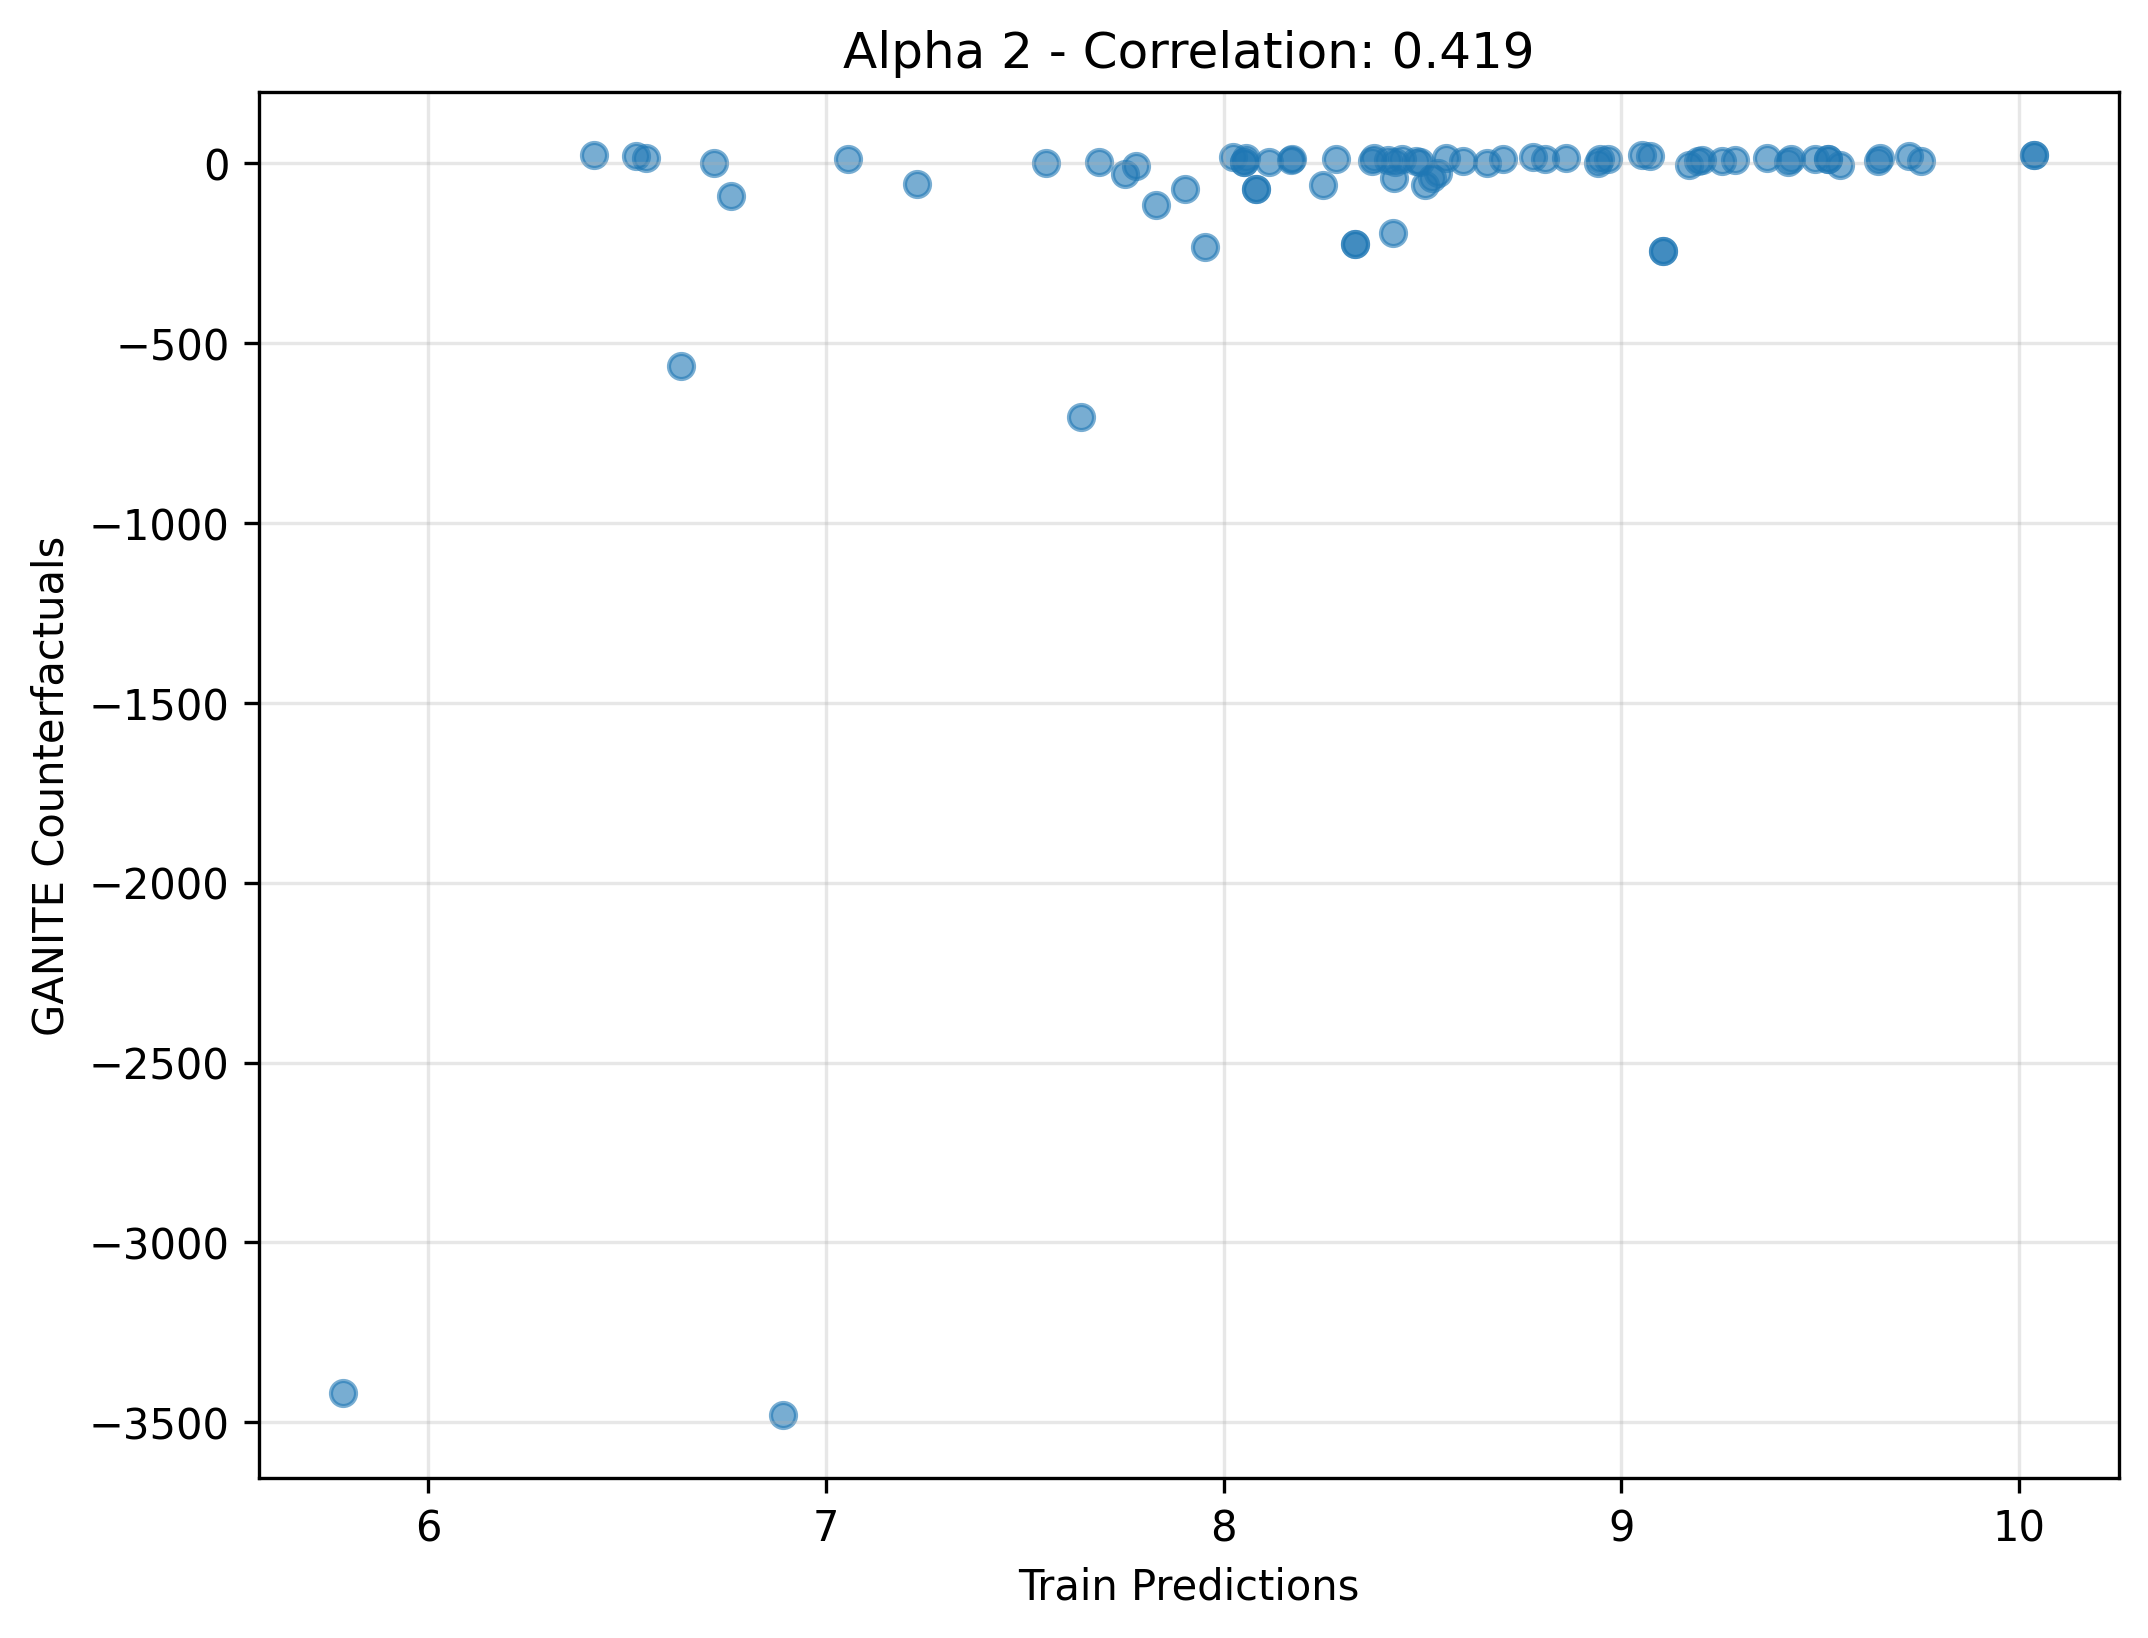 Alpha 2 - Correlation: 0.419
GANITE Counterfactuals
0
−500
−1000
−1500
−2000
−2500
−3000
−3500
6 7 8 9 10
Train Predictions